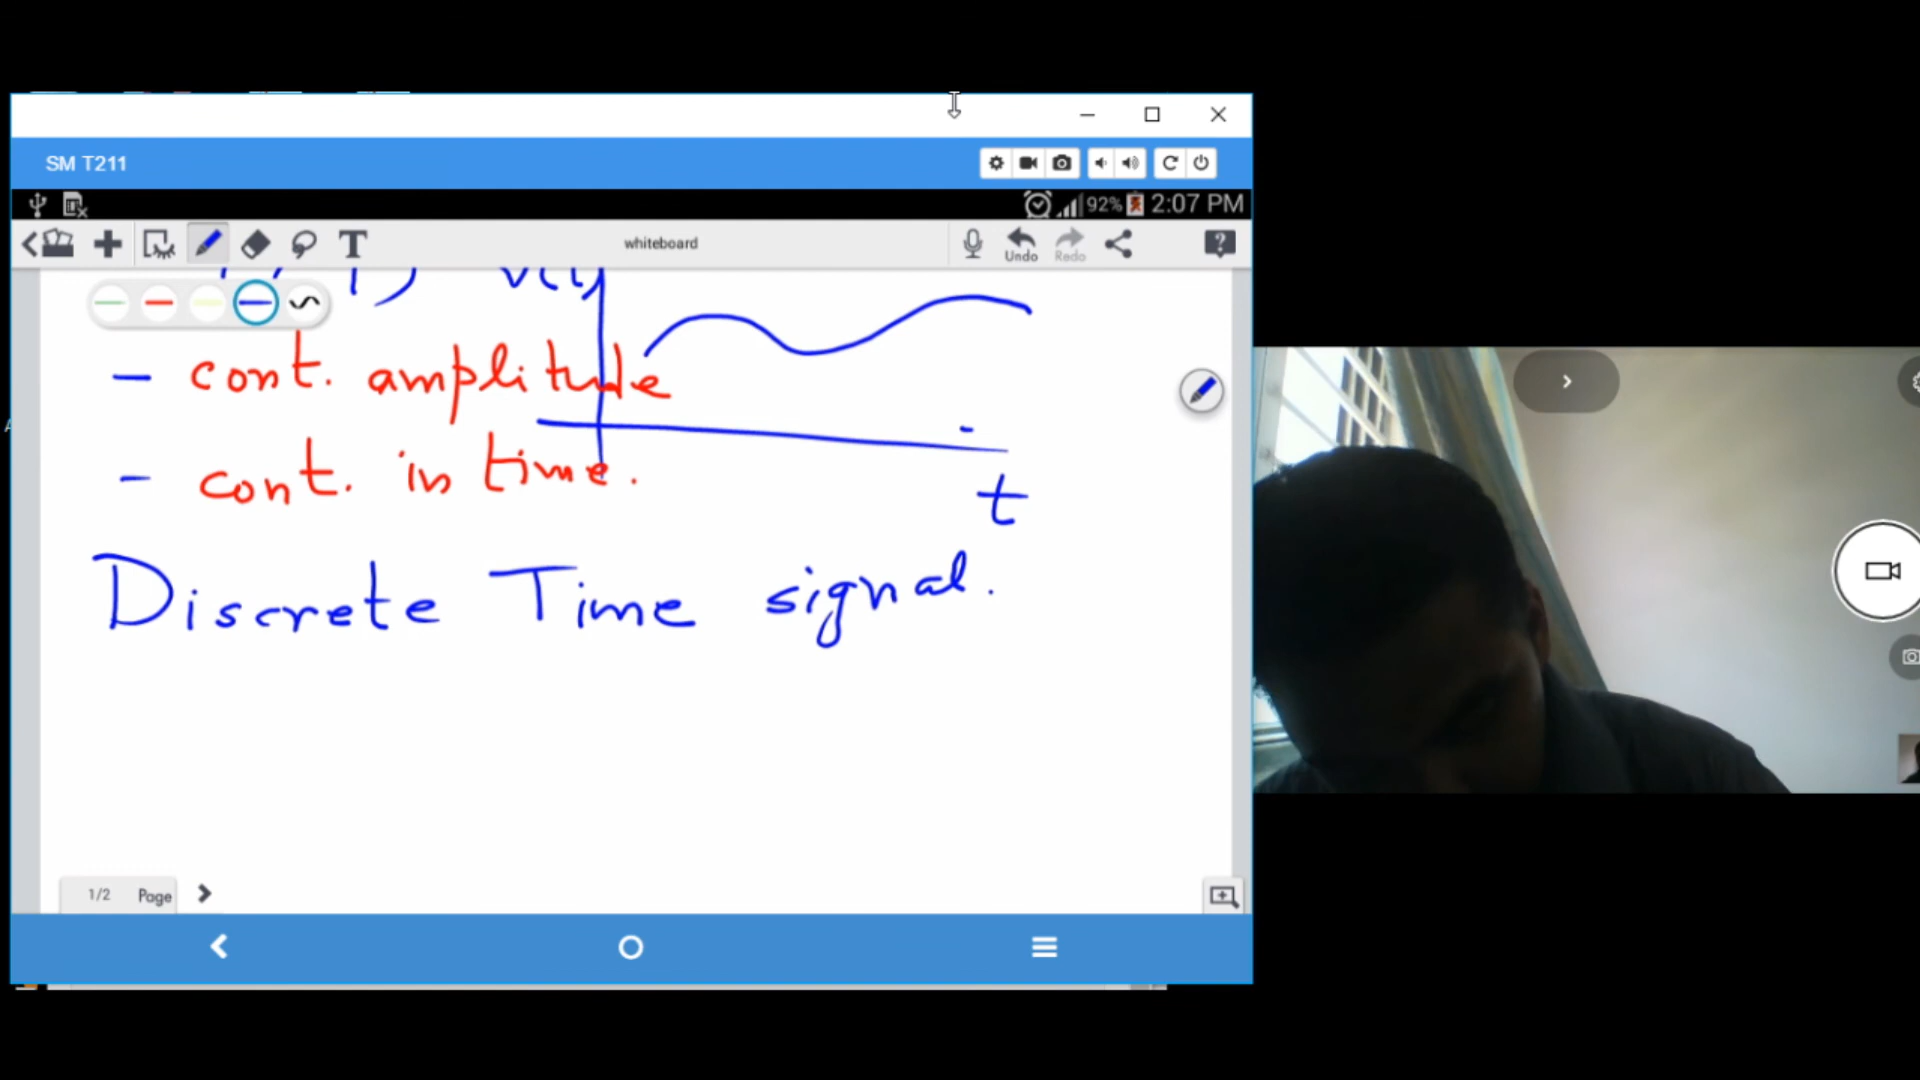 SM T211
92% 2:07 PM
whiteboard
Undo
Redo
- cont. amplitude
- cont. in time.
t
Discrete Time signal.
1/2 Page